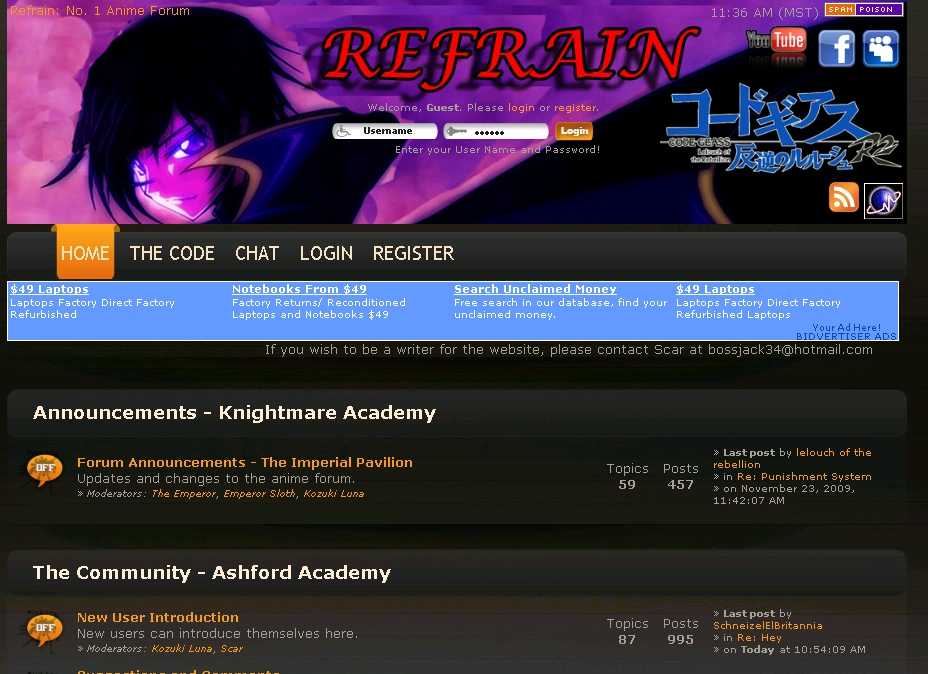 Refrain: No. 1 Anime Forum
11:36 AM (MST)
SPAM POISON
REFRAIN
You Tube
Welcome, Guest. Please login or register.
Username
Login
Enter your User Name and Password!
コードギアス
CODE GEASS
Lelouch of the Rebellion
反逆のルルーシュ R2
HOME THE CODE CHAT LOGIN REGISTER
$49 Laptops
Laptops Factory Direct Factory
Refurbished
Notebooks From $49
Factory Returns/ Reconditioned
Laptops and Notebooks $49
Search Unclaimed Money
Free search in our database, find your
unclaimed money.
$49 Laptops
Laptops Factory Direct Factory
Refurbished Laptops
Your Ad Here!
BIDVERTISER ADS
If you wish to be a writer for the website, please contact Scar at bossjack34@hotmail.com
Announcements - Knightmare Academy
OFF
Forum Announcements - The Imperial Pavilion
Updates and changes to the anime forum.
» Moderators: The Emperor, Emperor Sloth, Kozuki Luna
Topics
59
Posts
457
» Last post by lelouch of the
rebellion
» in Re: Punishment System
» on November 23, 2009,
11:42:07 AM
The Community - Ashford Academy
OFF
New User Introduction
New users can introduce themselves here.
» Moderators: Kozuki Luna, Scar
Topics
87
Posts
995
» Last post by
SchneizelElBritannia
» in Re: Hey
» on Today at 10:54:09 AM
Suggestions and Comments